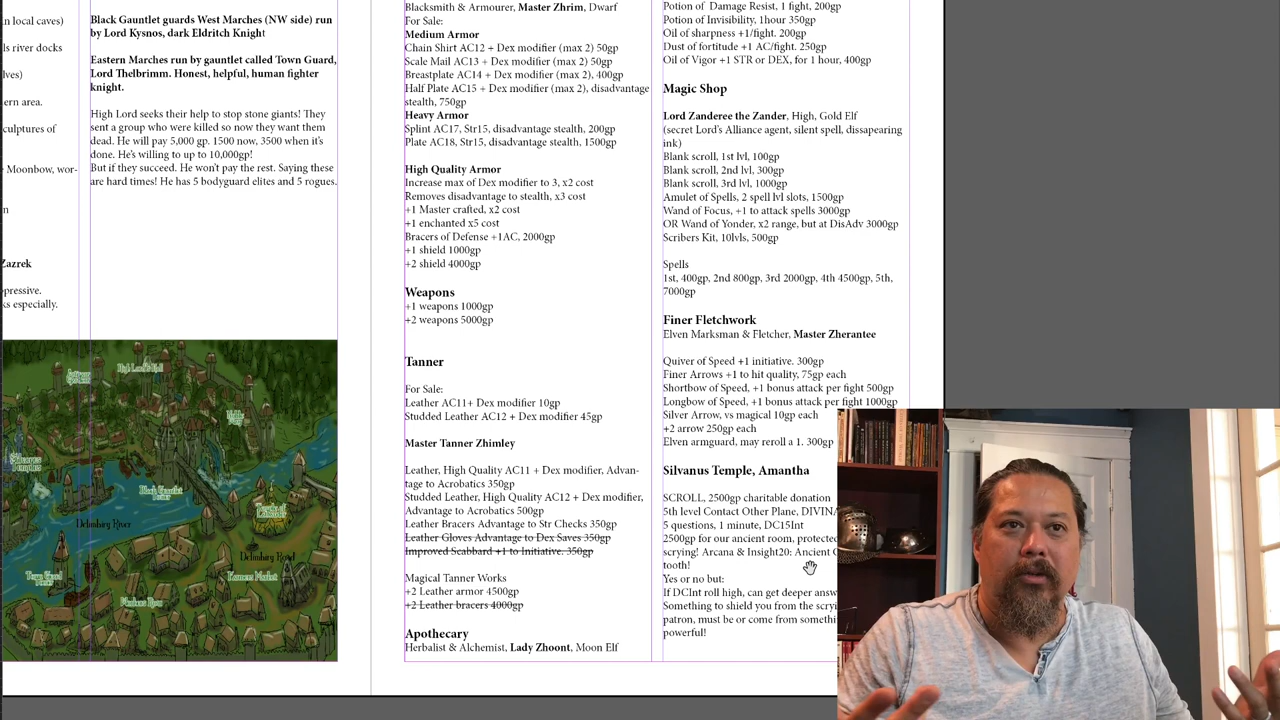 n local caves)
ls river docks
lves)
ern area.
culptures of
e Moonbow, wor-
n
Zazrek
pressive.
ks especially.
Black Gauntlet guards West Marches (NW side) run
by Lord Kysnos, dark Eldritch Knight
Eastern Marches run by gauntlet called Town Guard,
Lord Thelbrimm. Honest, helpful, human fighter
knight.
High Lord seeks their help to stop stone giants! They
sent a group who were killed so now they want them
dead. He will pay 5,000 gp. 1500 now, 3500 when it's
done. He's willing to up to 10,000gp!
But if they succeed. He won't pay the rest. Saying these
are hard times! He has 5 bodyguard elites and 5 rogues.
High Lord's Hall
Delimbiyr River
Delimbiyr Road
Blacksmith & Armourer, Master Zhrim, Dwarf
For Sale:
Medium Armor
Chain Shirt AC12 + Dex modifier (max 2) 50gp
Scale Mail AC13 + Dex modifier (max 2) 50gp
Breastplate AC14 + Dex modifier (max 2), 400gp
Half Plate AC15 + Dex modifier (max 2), disadvantage
stealth, 750gp
Heavy Armor
Splint AC17, Str15, disadvantage stealth, 200gp
Plate AC18, Str15, disadvantage stealth, 1500gp
High Quality Armor
Increase max of Dex modifier to 3, x2 cost
Removes disadvantage to stealth, x3 cost
+1 Master crafted, x2 cost
+1 enchanted x5 cost
Bracers of Defense +1AC, 2000gp
+1 shield 1000gp
+2 shield 4000gp
Weapons
+1 weapons 1000gp
+2 weapons 5000gp
Tanner
For Sale:
Leather AC11+ Dex modifier 10gp
Studded Leather AC12 + Dex modifier 45gp
Master Tanner Zhimley
Leather, High Quality AC11 + Dex modifier, Advan-
tage to Acrobatics 350gp
Studded Leather, High Quality AC12 + Dex modifier,
Advantage to Acrobatics 500gp
Leather Bracers Advantage to Str Checks 350gp
Leather Gloves Advantage to Dex Saves 350gp
Improved Scabbard +1 to Initiative. 350gp
Magical Tanner Works
+2 Leather armor 4500gp
+2 Leather bracers 4000gp
Apothecary
Herbalist & Alchemist, Lady Zhoont, Moon Elf
Potion of Damage Resist, 1 fight, 200gp
Potion of Invisibility, 1hour 350gp
Oil of sharpness +1/fight. 200gp
Dust of fortitude +1 AC/fight. 250gp
Oil of Vigor +1 STR or DEX, for 1 hour, 400gp
Magic Shop
Lord Zanderee the Zander, High, Gold Elf
(secret Lord's Alliance agent, silent spell, dissapearing
ink)
Blank scroll, 1st lvl, 100gp
Blank scroll, 2nd lvl, 300gp
Blank scroll, 3rd lvl, 1000gp
Amulet of Spells, 2 spell lvl slots, 1500gp
Wand of Focus, +1 to attack spells 3000gp
OR Wand of Yonder, x2 range, but at DisAdv 3000gp
Scribers Kit, 10lvls, 500gp
Spells
1st, 400gp, 2nd 800gp, 3rd 2000gp, 4th 4500gp, 5th,
7000gp
Finer Fletchwork
Elven Marksman & Fletcher, Master Zherantee
Quiver of Speed +1 initiative. 300gp
Finer Arrows +1 to hit quality, 75gp each
Shortbow of Speed, +1 bonus attack per fight 500gp
Longbow of Speed, +1 bonus attack per fight 1000gp
Silver Arrow, vs magical 10gp each
+2 arrow 250gp each
Elven armguard, may reroll a 1. 300gp
Silvanus Temple, Amantha
SCROLL, 2500gp charitable donation
5th level Contact Other Plane, DIVINA
5 questions, 1 minute, DC15Int
2500gp for our ancient room, protected
scrying! Arcana & Insight20: Ancient
tooth!
Yes or no but:
If DCInt roll high, can get deeper answ
Something to shield you from the scryi
patron, must be or come from somethi
powerful!